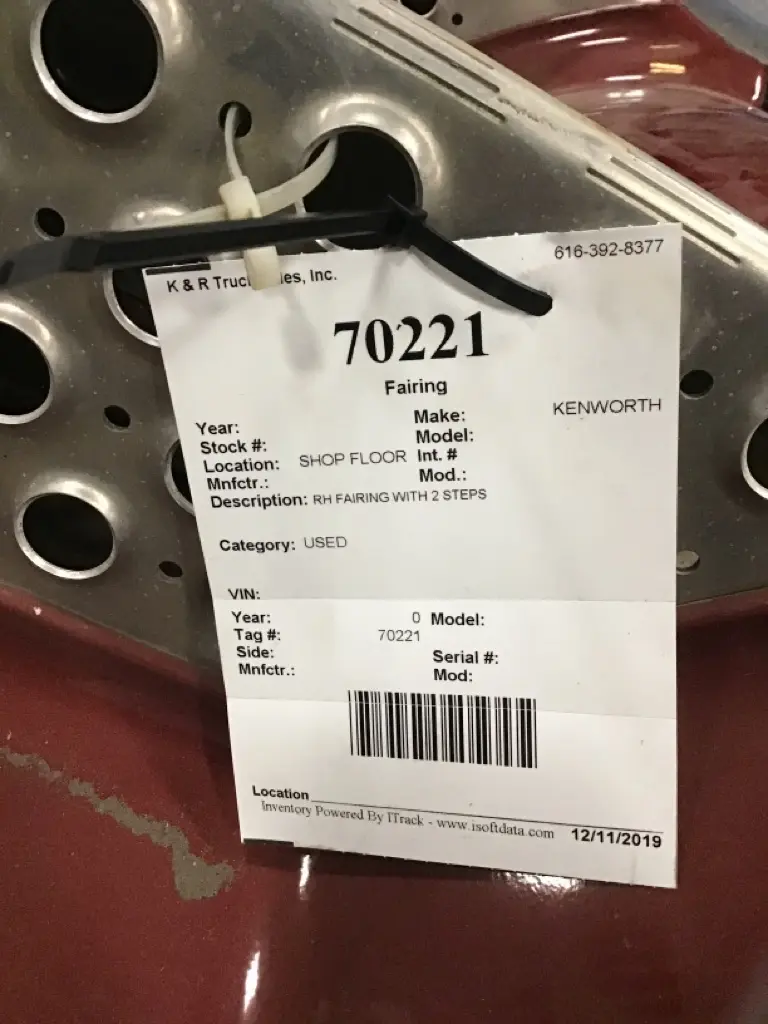 616-392-8377
K & R Truc es, Inc.
70221
Fairing
Year: Make: KENWORTH
Stock #: Model:
Location: SHOP FLOOR Int. #
Mnfctr.: Mod.:
Description: RH FAIRING WITH 2 STEPS
Category: USED
VIN:
Year: 0 Model:
Tag #: 70221
Side: Serial #:
Mnfctr.: Mod:
Location
Inventory Powered By ITrack - www.isoftdata.com 12/11/2019